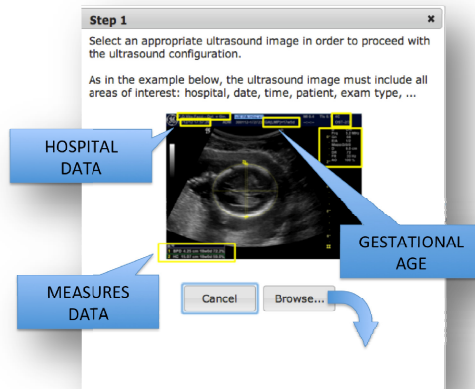 Step 1
×
Select an appropriate ultrasound image in order to proceed with
the ultrasound configuration.
As in the example below, the ultrasound image must include all
areas of interest: hospital, date, time, patient, exam type, ...
HOSPITAL
DATA
GESTATIONAL
AGE
MEASURES
DATA
Cancel
Browse...